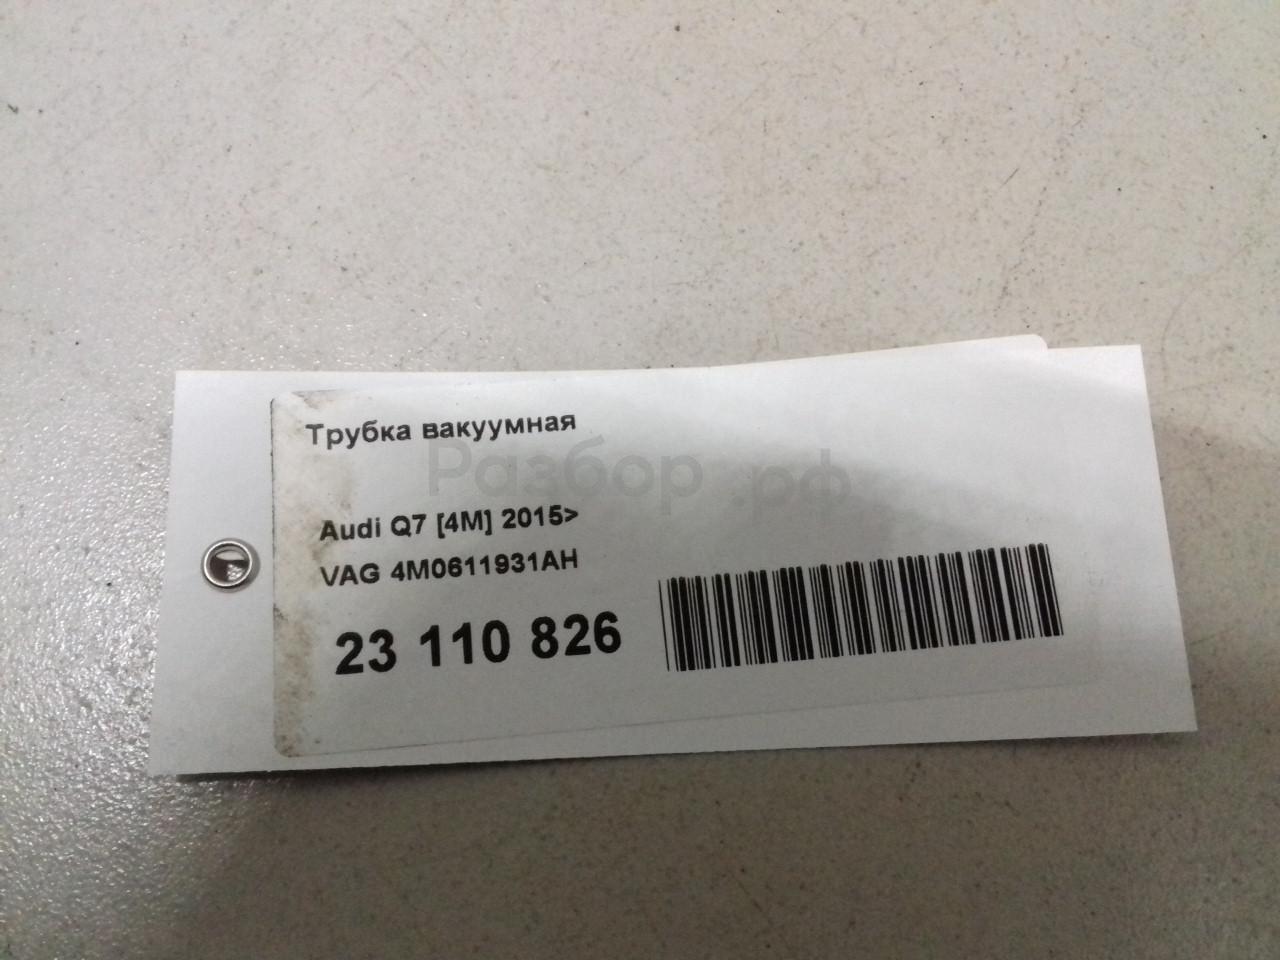 Трубка вакуумная
Разбор.рф
Audi Q7 [4M] 2015>
VAG 4M0611931AH
23 110 826